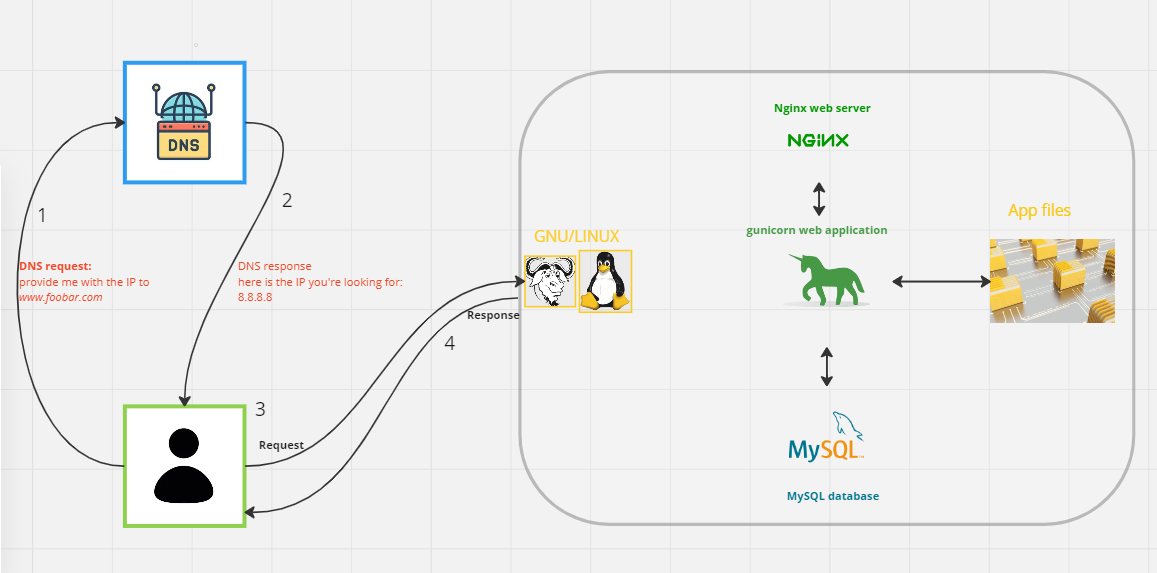 DNS
1
2
DNS request:
provide me with the IP to
www.foobar.com
DNS response
here is the IP you're looking for:
8.8.8.8
3
Request
4
Response
GNU/LINUX
Nginx web server
NGINX
gunicorn web application
App files
MySQL
MySQL database